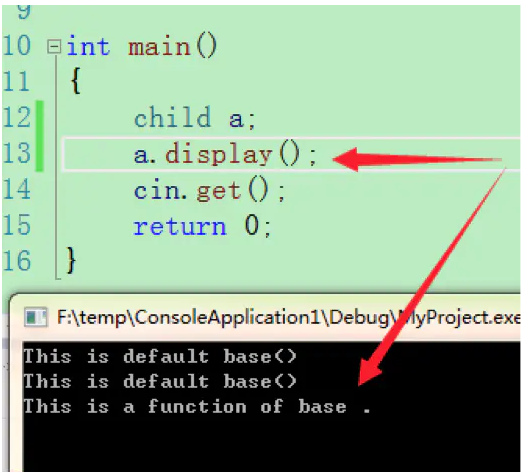 9
10 int main()
11 {
12 child a;
13 a.display();
14 cin.get();
15 return 0;
16 }
F:\temp\ConsoleApplication1\Debug\MyProject.exe
This is default base<>
This is default base<>
This is a function of base .